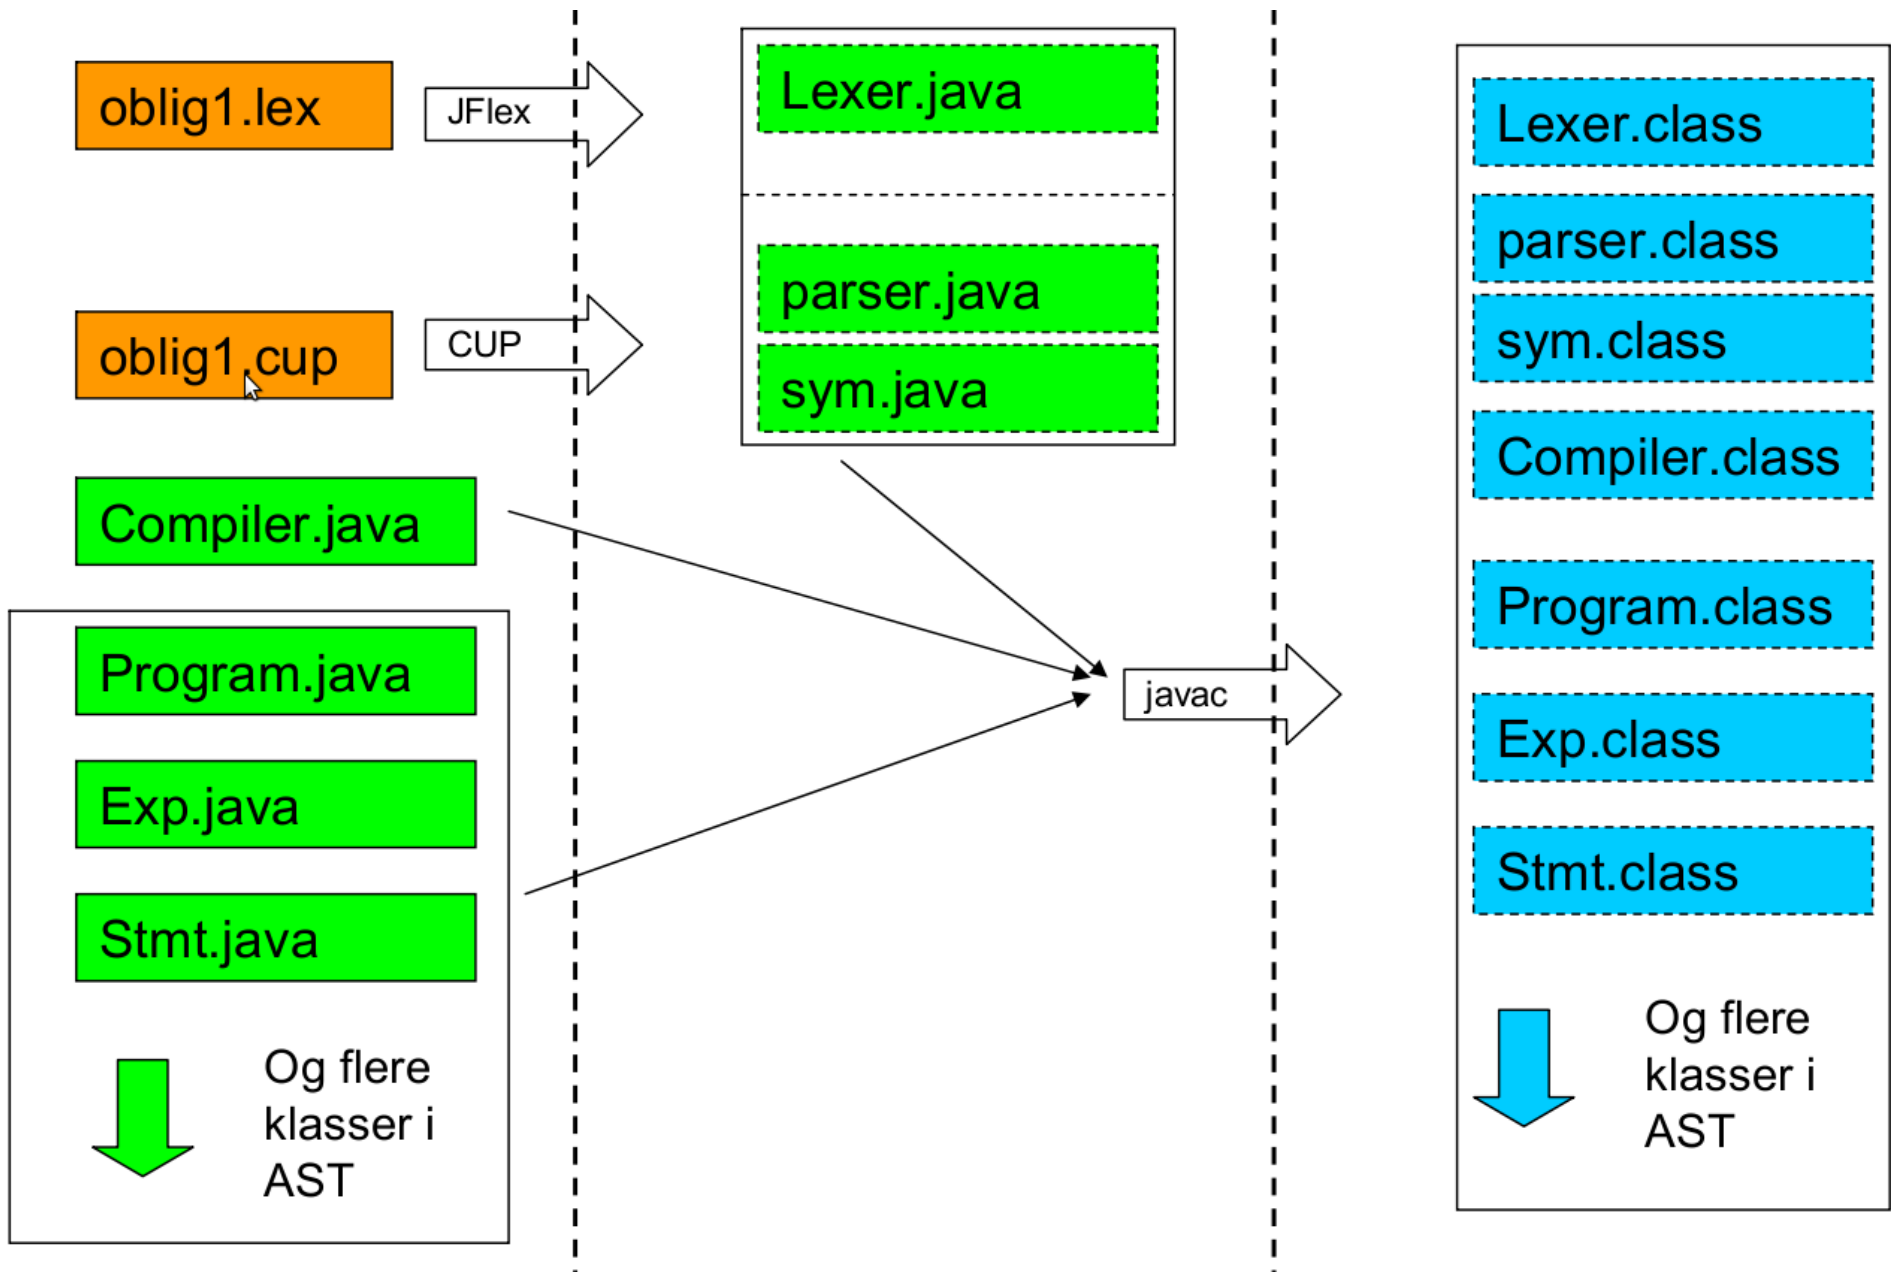 oblig1.lex
JFlex
oblig1.cup
CUP
Compiler.java
Program.java
Exp.java
Stmt.java
Og flere
klasser i
AST
Lexer.java
parser.java
sym.java
javac
Lexer.class
parser.class
sym.class
Compiler.class
Program.class
Exp.class
Stmt.class
Og flere
klasser i
AST